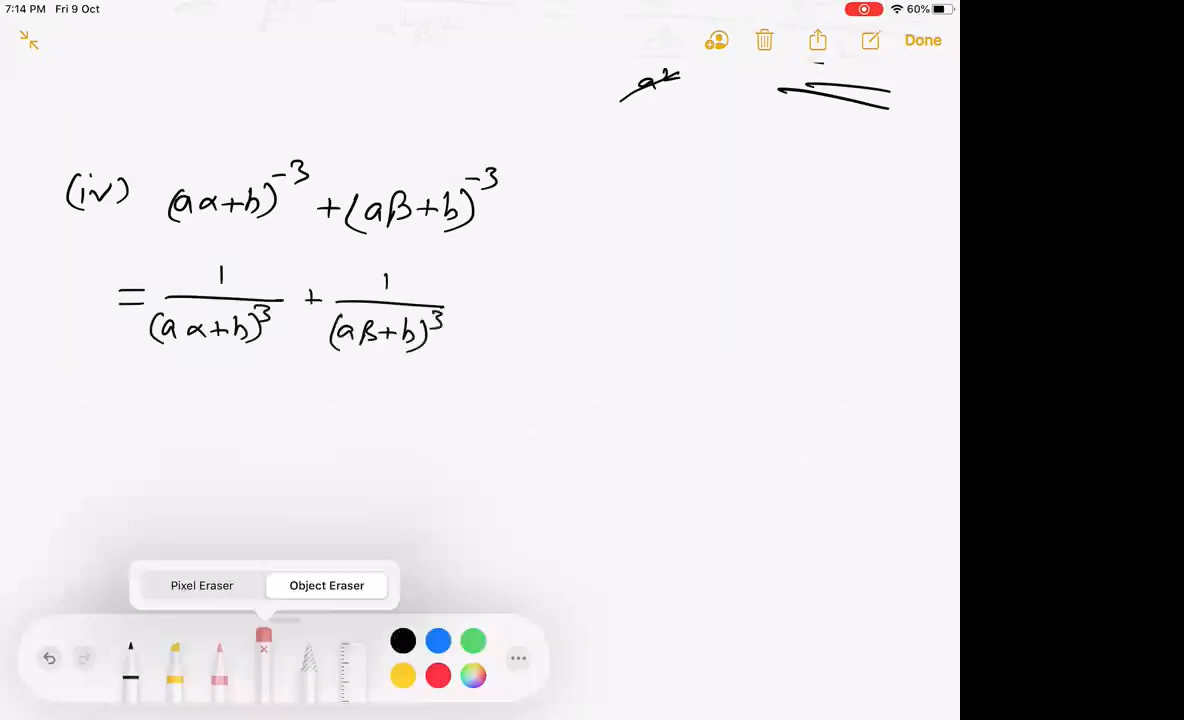 7:14 PM Fri 9 Oct 60%
Done
a²
(iv) (aα+b)⁻³ + (aβ+b)⁻³
= 1/(aα+b)³ + 1/(aβ+b)³
Pixel Eraser Object Eraser